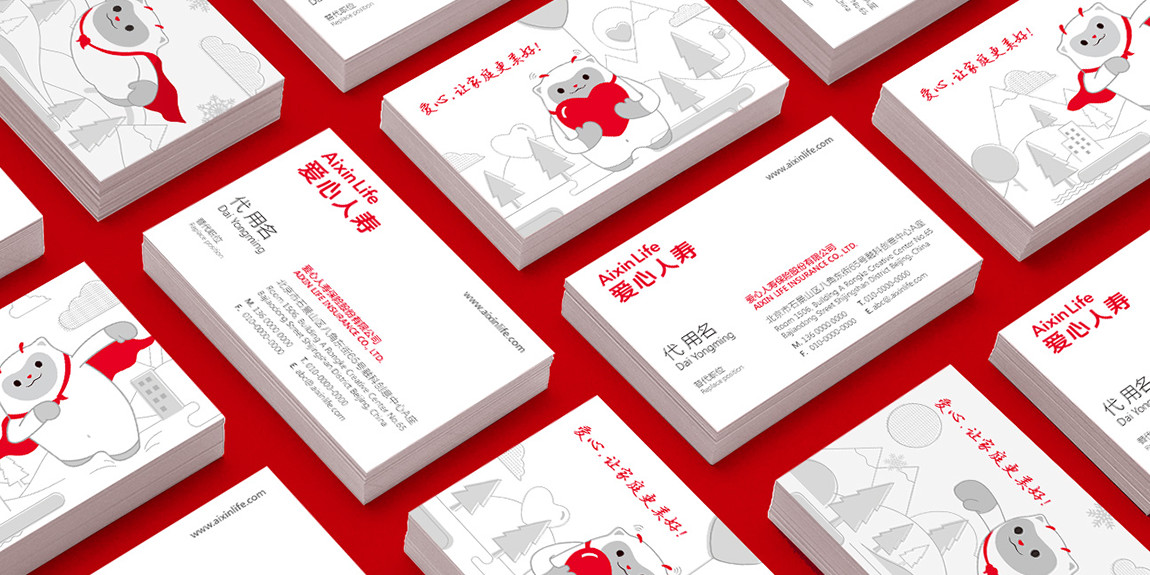 替代职位
Replace position
爱心,让家庭更美好!
爱心,让家庭更美好!
AixinLife
爱心人寿
代用名
Dai Yongming
替代职位
Replace position
爱心人寿保险股份有限公司
AIXIN LIFE INSURANCE CO., LTD.
北京市石景山区八角东街65号融科创意中心A座
Room 1506, Building A Rongke Creative Center No.65
Bajiaodong Street Shijingshan District Beijing, China
M. 136 0000 0000
T. 010-0000-0000
F. 010-0000-0000
E. abc@aixinlife.com
www.aixinlife.com
www.aixinlife.com
AixinLife
爱心人寿
代用名
Dai Yongming
替代职位
Replace position
爱心人寿保险股份有限公司
AIXIN LIFE INSURANCE CO., LTD.
北京市石景山区八角东街65号融科创意中心A座
Room 1506, Building A Rongke Creative Center No.65
Bajiaodong Street Shijingshan District Beijing, China
M. 136 0000 0000
T. 010-0000-0000
F. 010-0000-0000
E. abc@aixinlife.com
AixinLife
爱心人寿
代用名
Dai Yong
www.aixinlife.com
爱心,让家庭更美好!
爱心,让家庭更美好!